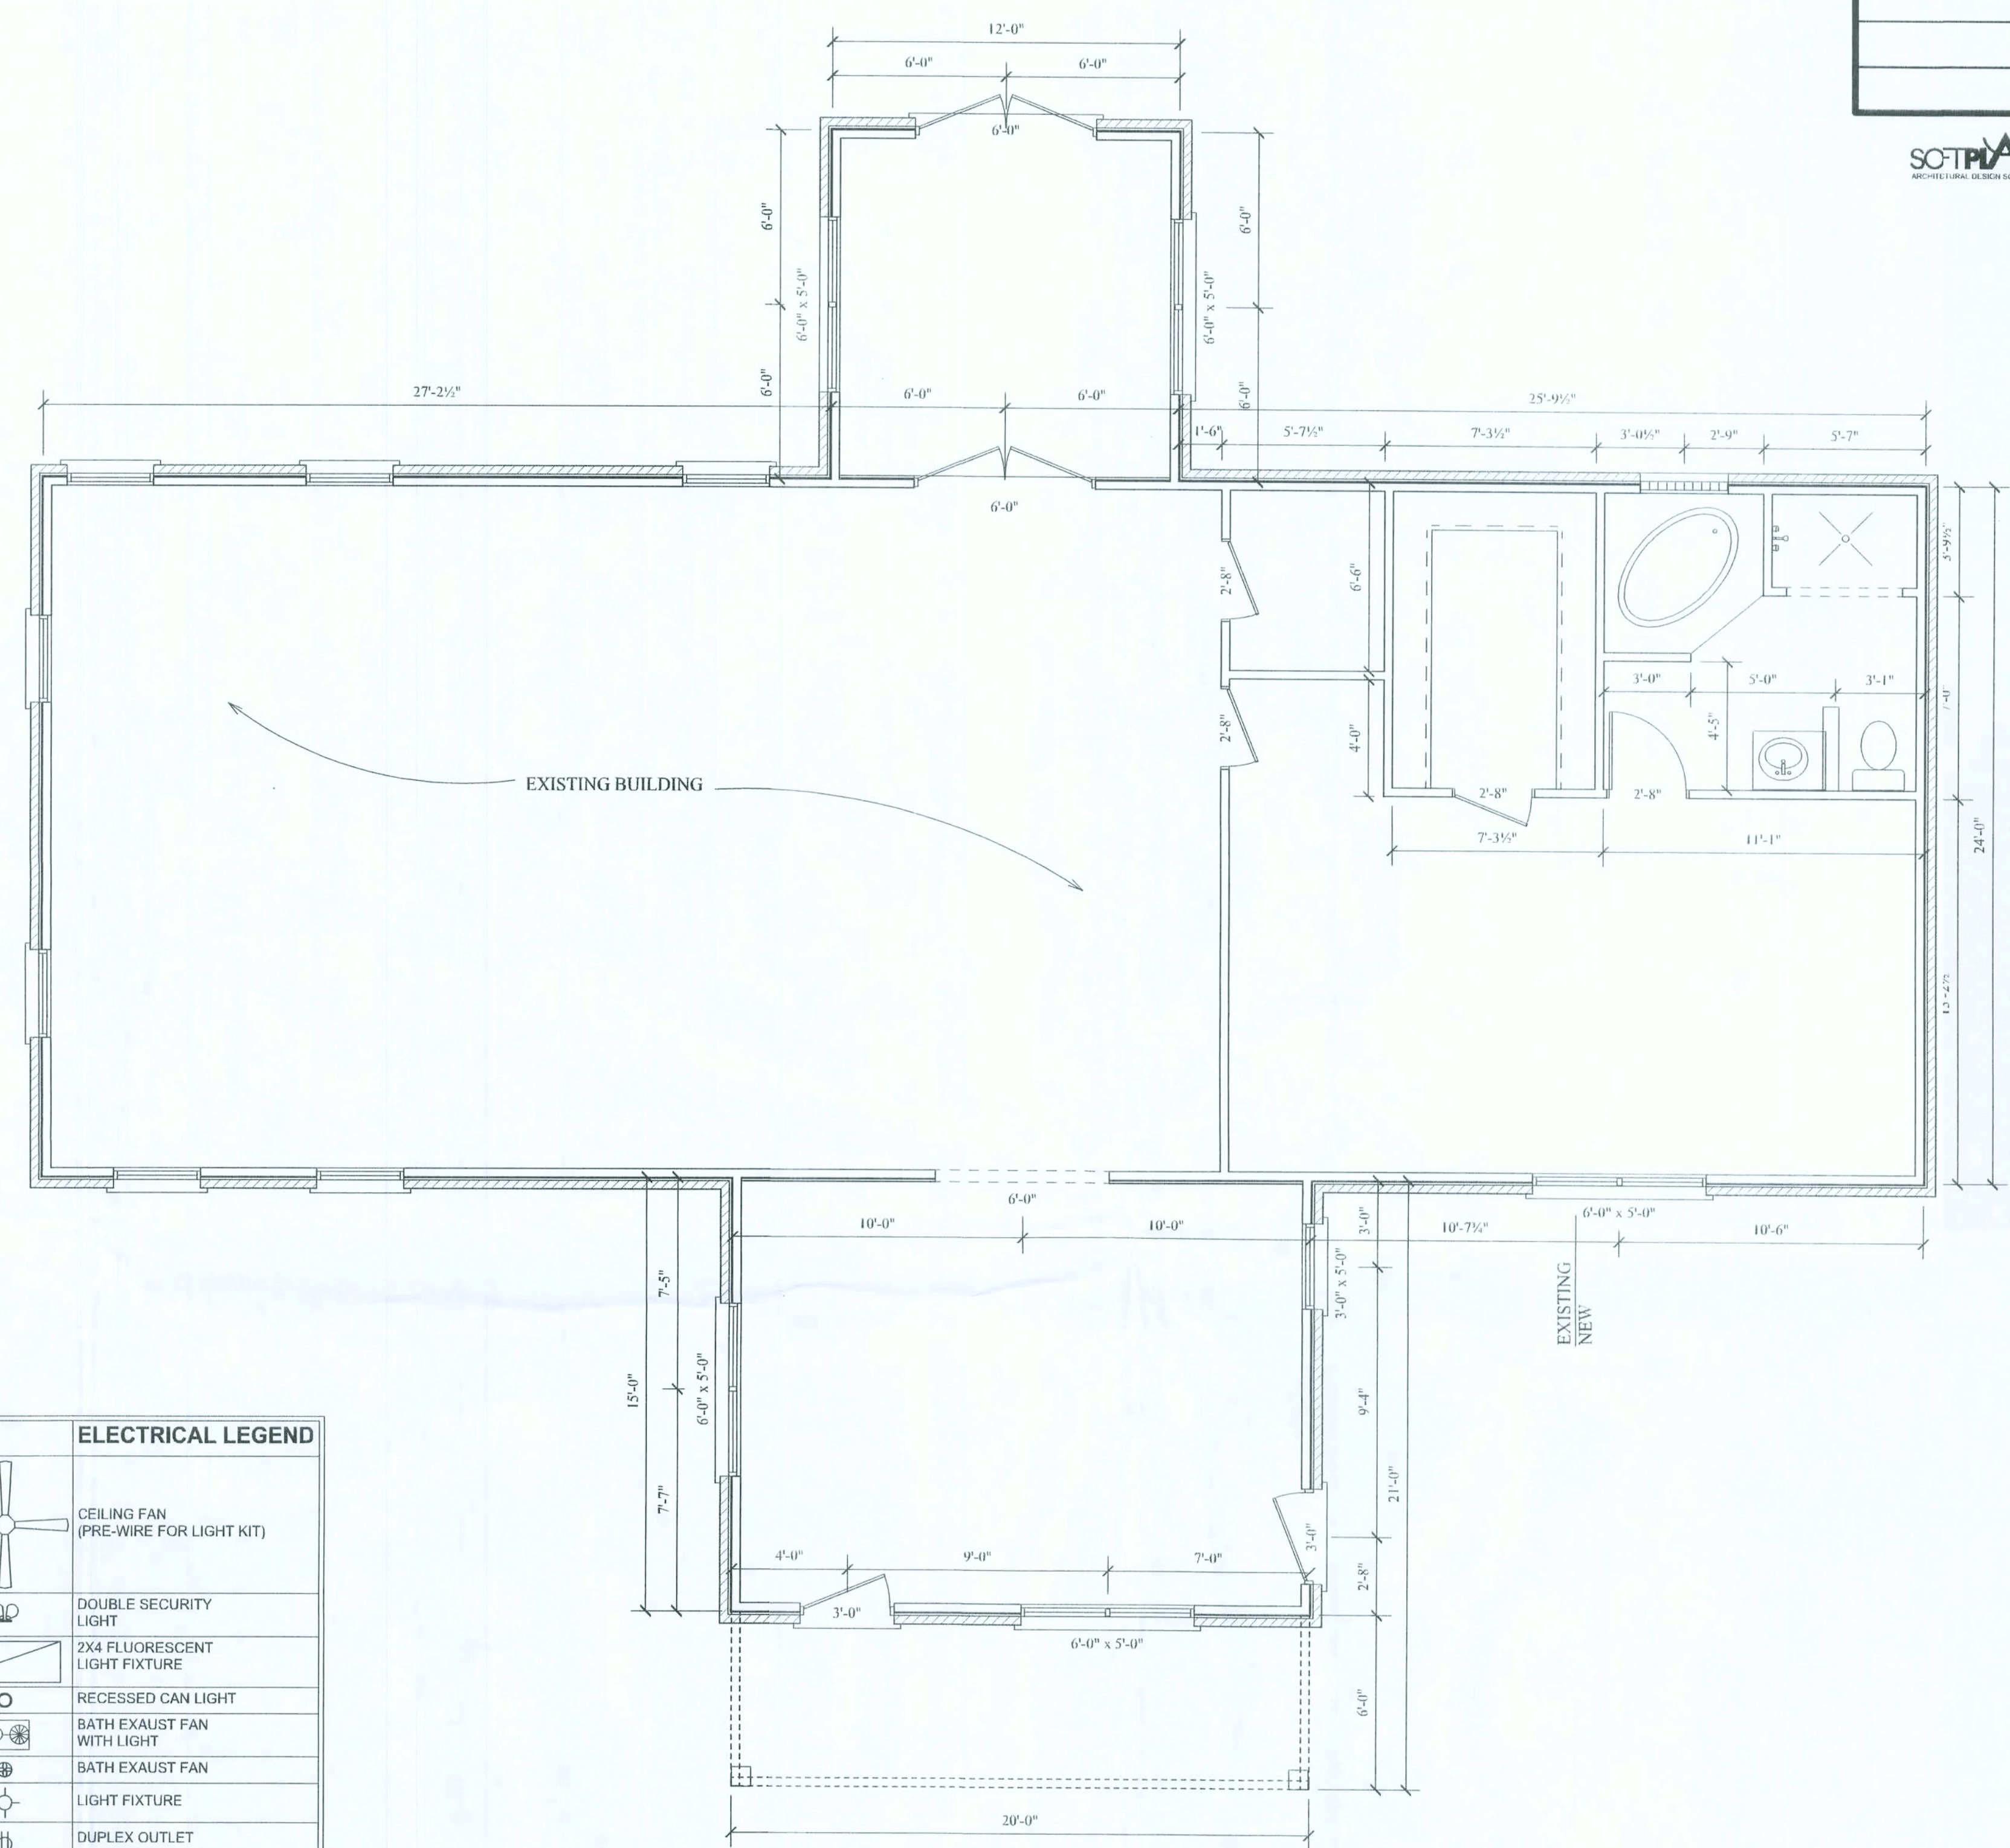 12'-0"
6'-0" 6'-0"
6'-0"
SOFTPLA
ARCHITETURAL DESIGN SO
6'-0"
6'-0" x 5'-0"
6'-0"
6'-0"
6'-0" x 5'-0"
6'-0"
27'-2½"
6'-0" 6'-0"
25'-9½"
1'-6" 5'-7½" 7'-3½" 3'-0½" 2'-9" 5'-7"
6'-0"
2'-8"
6'-6"
2'-8"
4'-0"
3'-0" 5'-0" 3'-1"
4'-5"
2'-8" 2'-8"
7'-3½" 11'-1"
24'-0"
EXISTING BUILDING
6'-0"
10'-0" 10'-0"
10'-7¾" 10'-6"
6'-0" x 5'-0"
EXISTING
NEW
3'-0"
3'-0" x 5'-0"
9'-4"
21'-0"
3'-0"
2'-8"
6'-0"
15'-0"
7'-5"
6'-0" x 5'-0"
7'-7"
4'-0" 9'-0" 7'-0"
3'-0"
6'-0" x 5'-0"
20'-0"
ELECTRICAL LEGEND
CEILING FAN
(PRE-WIRE FOR LIGHT KIT)
DOUBLE SECURITY
LIGHT
2X4 FLUORESCENT
LIGHT FIXTURE
RECESSED CAN LIGHT
BATH EXAUST FAN
WITH LIGHT
BATH EXAUST FAN
LIGHT FIXTURE
DUPLEX OUTLET